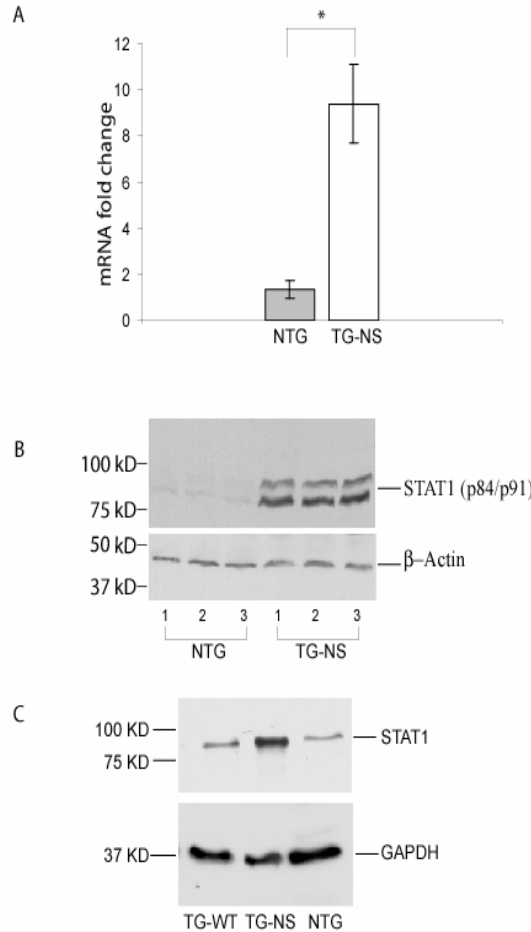 A
*
mRNA fold change
12
10
8
6
4
2
0
NTG TG-NS
B
100 kD
75 kD
STAT1 (p84/p91)
50 kD
37 kD
β–Actin
1 2 3 1 2 3
NTG TG-NS
C
100 KD
75 KD
STAT1
37 KD
GAPDH
TG-WT TG-NS NTG